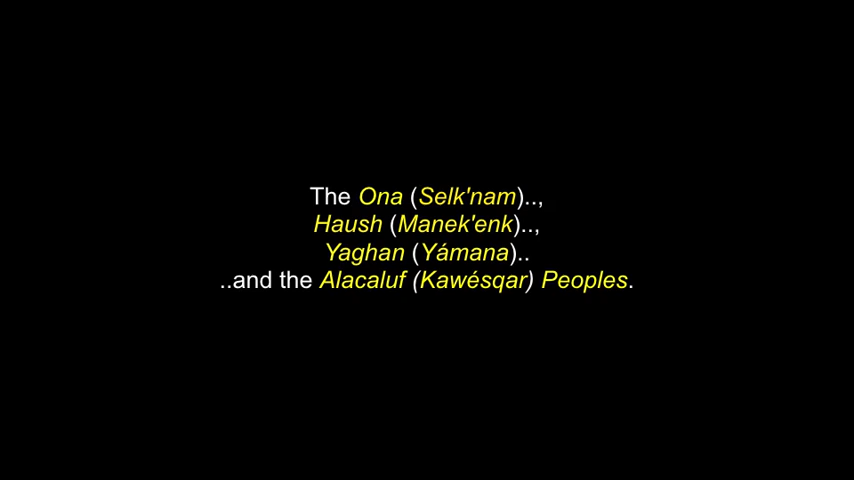 The Ona (Selk'nam)..,
Haush (Manek'enk)..,
Yaghan (Yámana)..
..and the Alacaluf (Kawésqar) Peoples.